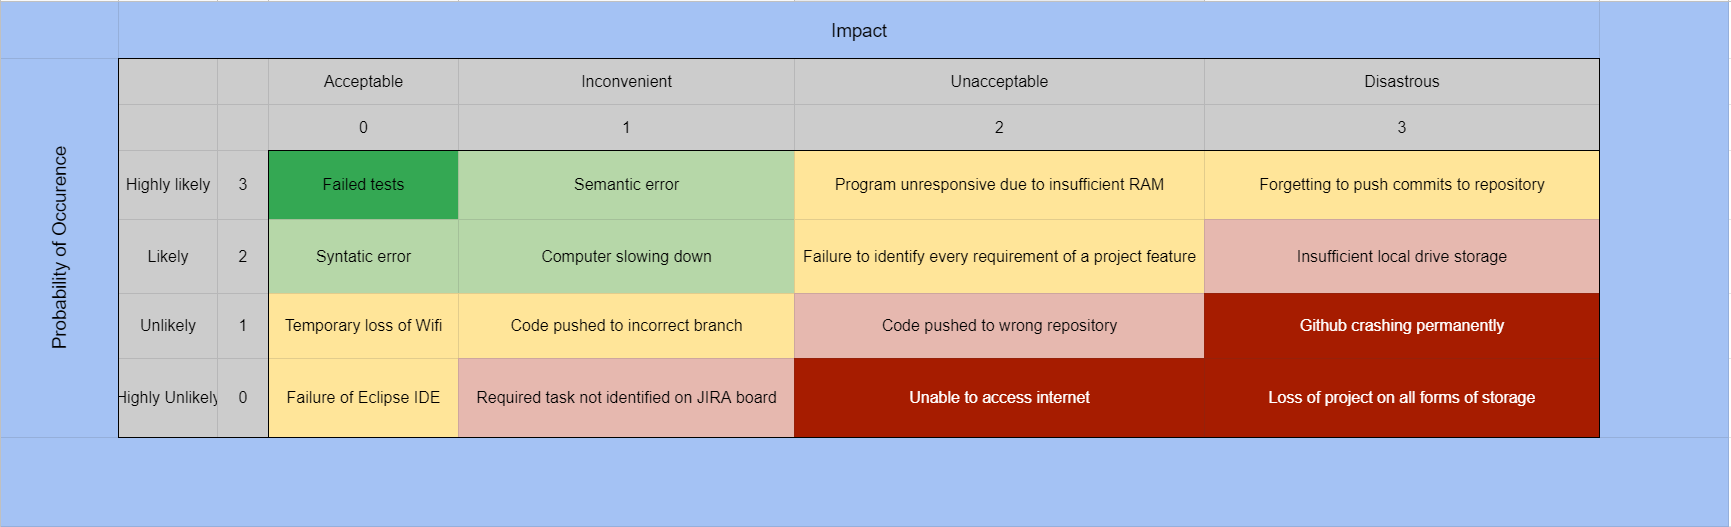 Impact
Acceptable Inconvenient Unacceptable Disastrous
0 1 2 3
Probability of Occurence
Highly likely 3 Failed tests Semantic error Program unresponsive due to insufficient RAM Forgetting to push commits to repository
Likely 2 Syntatic error Computer slowing down Failure to identify every requirement of a project feature Insufficient local drive storage
Unlikely 1 Temporary loss of Wifi Code pushed to incorrect branch Code pushed to wrong repository Github crashing permanently
Highly Unlikely 0 Failure of Eclipse IDE Required task not identified on JIRA board Unable to access internet Loss of project on all forms of storage